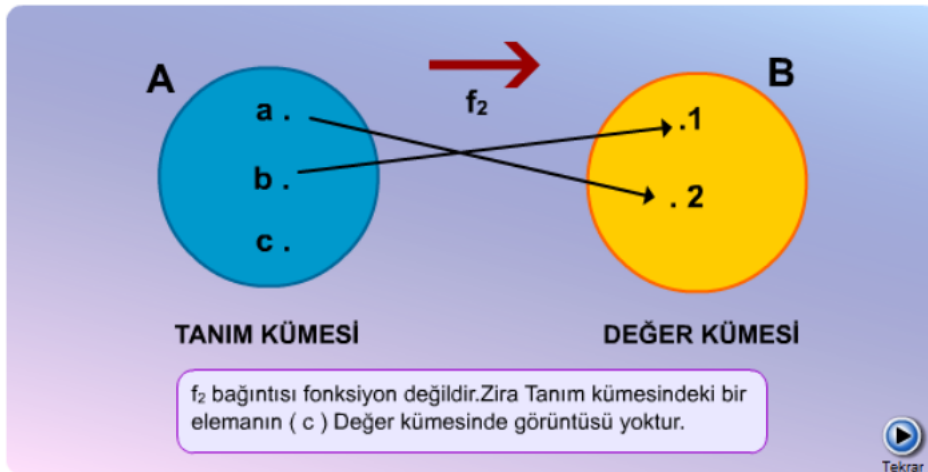 A
B
f₂
a .
.1
b .
. 2
c .
TANIM KÜMESİ
DEĞER KÜMESİ
f₂ bağıntısı fonksiyon değildir.Zira Tanım kümesindeki bir
elemanın ( c ) Değer kümesinde görüntüsü yoktur.
Tekrar